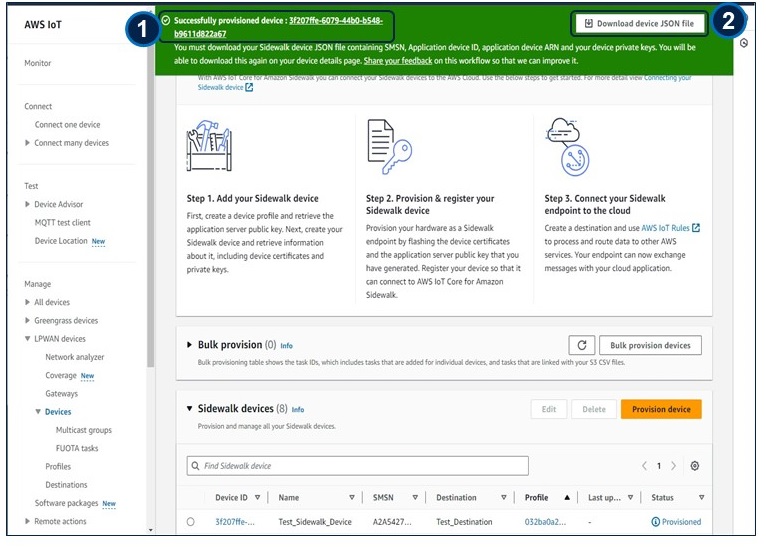 AWS IoT
Monitor
Connect
Connect one device
Connect many devices
Test
Device Advisor
MQTT test client
Device Location New
Manage
All devices
Greengrass devices
LPWAN devices
Network analyzer
Coverage New
Gateways
Devices
Multicast groups
FUOTA tasks
Profiles
Destinations
Software packages New
Remote actions
1
Successfully provisioned device : 3f207ffe-6079-44b0-b548-
b9611d822a67
Download device JSON file
2
You must download your Sidewalk device JSON file containing SMSN, Application device ID, application device ARN and your device private keys. You will be
able to download this again on your device details page. Share your feedback on this workflow so that we can improve it.
With AWS IoT Core for Amazon Sidewalk you can connect your Sidewalk devices to the AWS Cloud. Use the below steps to get started. For more detail view Connecting your
Sidewalk device
Step 1. Add your Sidewalk device
First, create a device profile and retrieve the
application server public key. Next, create your
Sidewalk device and retrieve information
about it, including device certificates and
private keys.
Step 2. Provision & register your
Sidewalk device
Provision your hardware as a Sidewalk
endpoint by flashing the device certificates
and the application server public key that you
have generated. Register your device so that it
can connect to AWS IoT Core for Amazon
Sidewalk.
Step 3. Connect your Sidewalk
endpoint to the cloud
Create a destination and use AWS IoT Rules
to process and route data to other AWS
services. Your endpoint can now exchange
messages with your cloud application.
Bulk provision (0) Info
Bulk provision devices
Bulk provisioning table shows the task IDs, which includes tasks that are added for individual devices, and tasks that are linked with your S3 CSV files.
Sidewalk devices (8) Info
Edit
Delete
Provision device
Provision and manage all your Sidewalk devices.
Find Sidewalk device
1
Device ID Name SMSN Destination Profile Last up... Status
3f207ffe-... Test_Sidewalk_Device A2A5427... Test_Destination 032ba0a2... - Provisioned